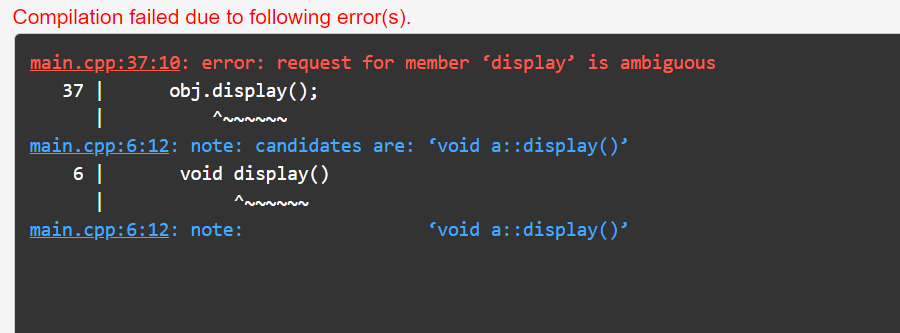 Compilation failed due to following error(s).
main.cpp:37:10: error: request for member ‘display’ is ambiguous
   37 |      obj.display();
      |          ^~~~~~~
main.cpp:6:12: note: candidates are: ‘void a::display()’
    6 |       void display()
      |            ^~~~~~~
main.cpp:6:12: note:                 ‘void a::display()’